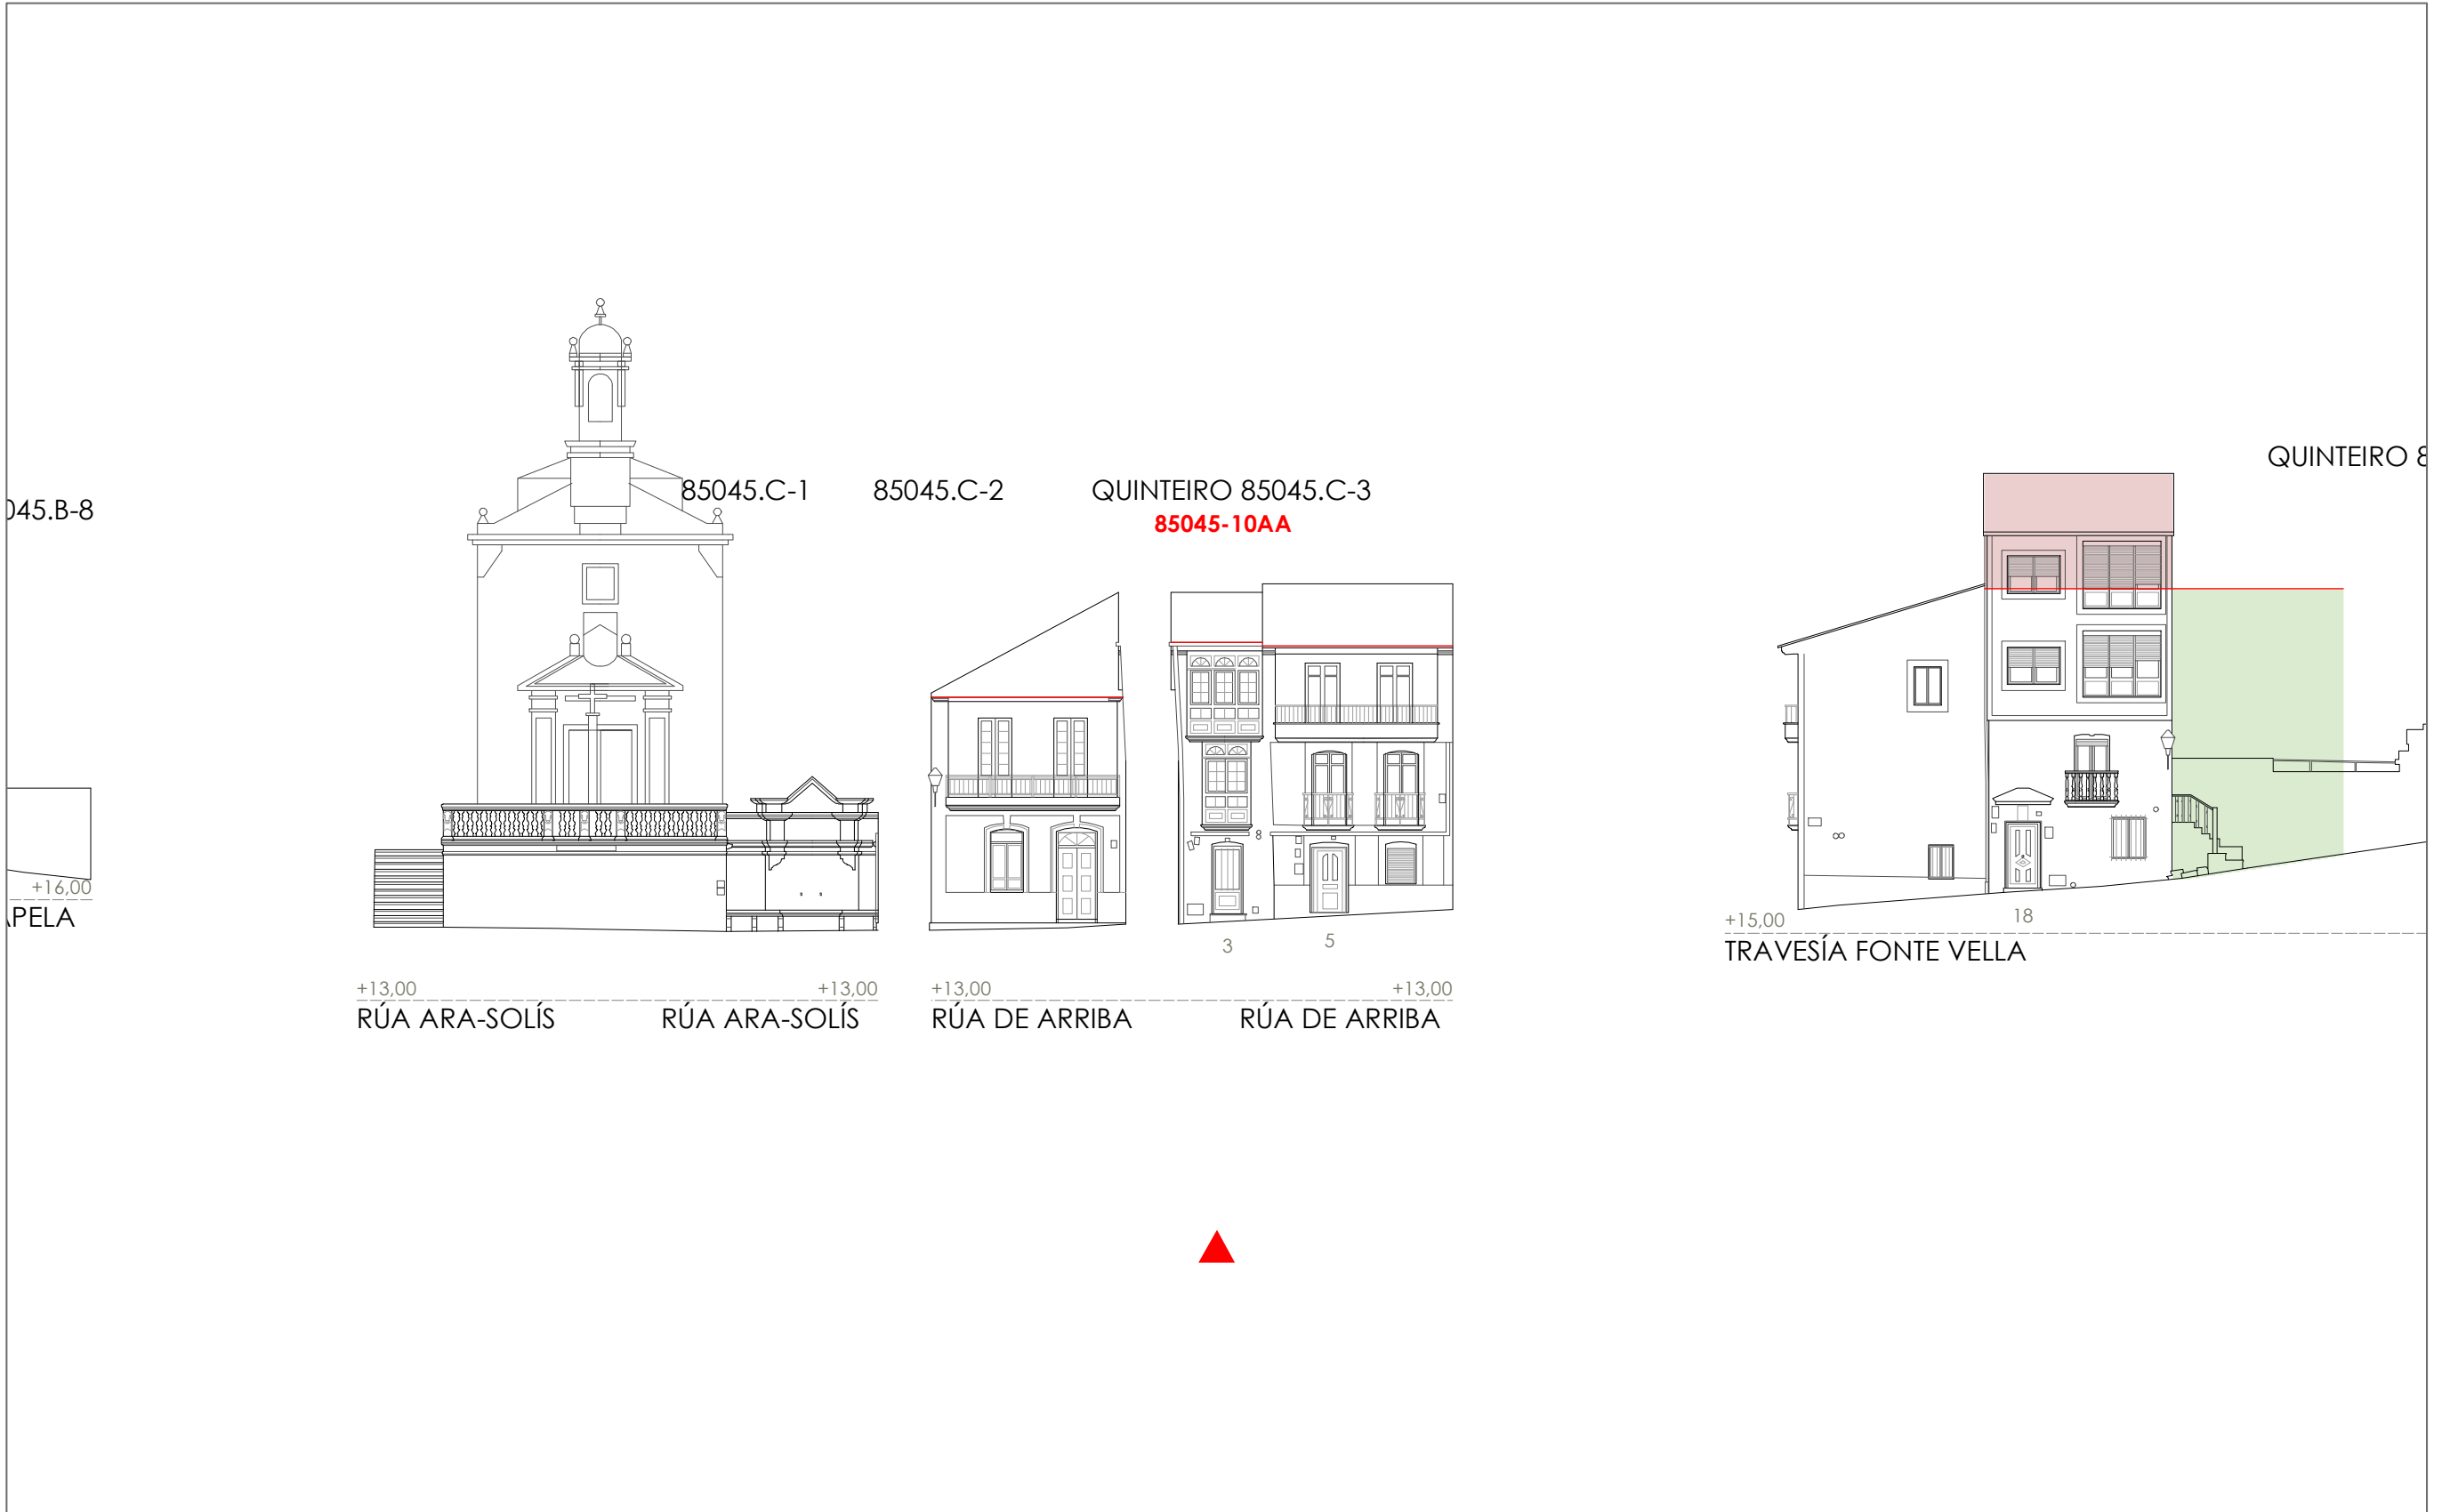 QUINTEIRO 8
85045.C-1
85045.C-2
QUINTEIRO 85045.C-3
045.B-8
85045-10AA
+16,00
APELA
+15,00
18
TRAVESÍA FONTE VELLA
3
5
+13,00
+13,00
+13,00
+13,00
RÚA ARA-SOLÍS
RÚA ARA-SOLÍS
RÚA DE ARRIBA
RÚA DE ARRIBA